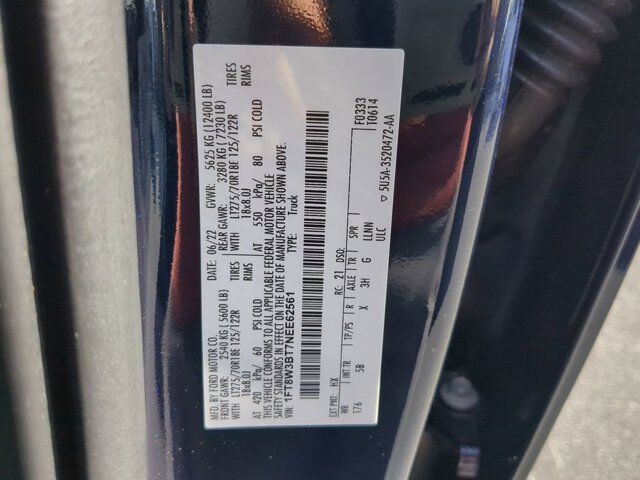 MFD. BY FORD MOTOR CO. DATE: 06/22 GVWR: 5625 KG (12400 LB)
FRONT GAWR: 2540 KG (5600 LB) REAR GAWR: 3280 KG (7230 LB)
WITH LT275/70R18E 125/122R TIRES WITH LT275/70R18E 125/122R TIRES
18x8.0J RIMS 18x8.0J RIMS
AT 420 kPa/ 60 PSI COLD AT 550 kPa/ 80 PSI COLD
THIS VEHICLE CONFORMS TO ALL APPLICABLE FEDERAL MOTOR VEHICLE
SAFETY STANDARDS IN EFFECT ON THE DATE OF MANUFACTURE SHOWN ABOVE.
1FT8W3BT7NEE62561 TYPE: Truck
F0333
T0614
EXT PNT: HX RC: 21 DSO:
WB INT TR TP/PS R AXLE TR SPR
176 5B X 3H G LLNN
ULC
▽ 5U5A-3520472-AA